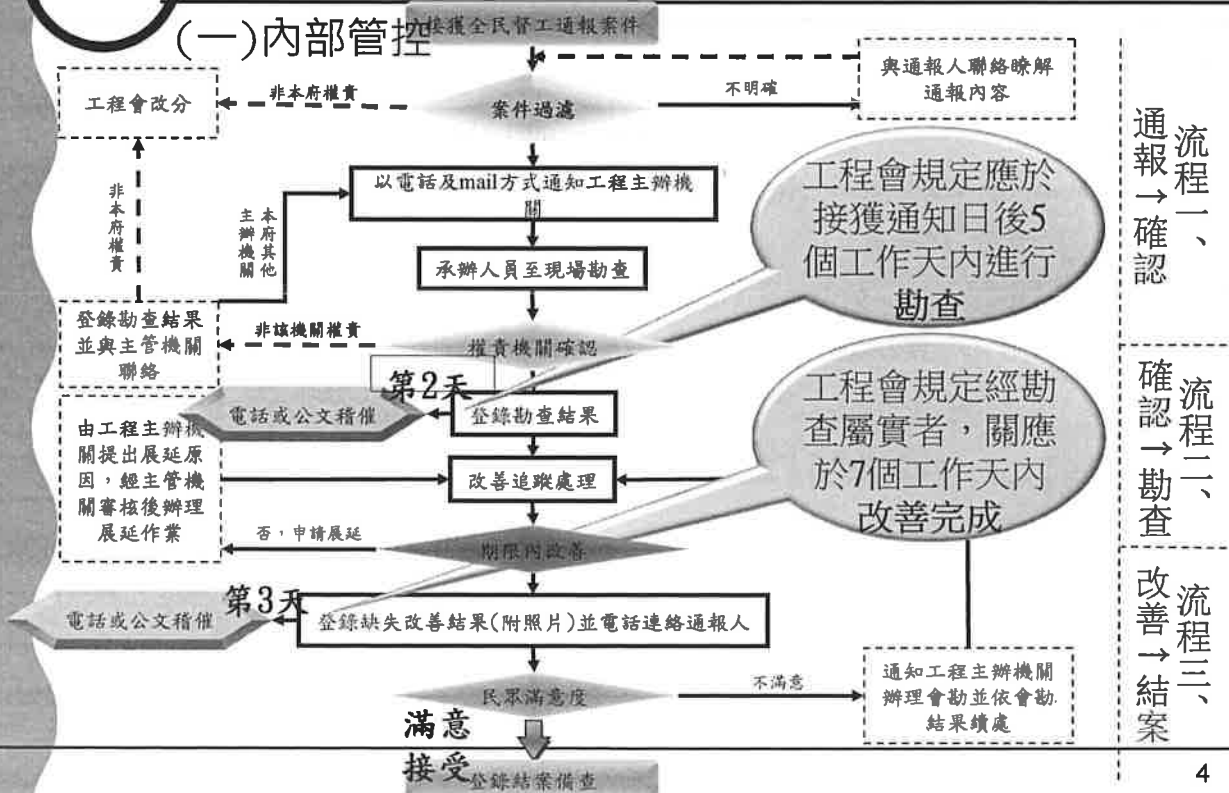 (一)內部管控
接獲全民督工通報案件
與通報人聯絡瞭解
通報內容
不明確
案件過濾
非本府權責
工程會改分
非本府權責
以電話及mail方式通知工程主辦機
關
本府其他
主辦機關
承辦人員至現場勘查
工程會規定應於
接獲通知日後5
個工作天內進行
勘查
權責機關確認
非該機關權責
登錄勘查結果
並與主管機關
聯絡
第2天
電話或公文稽催
登錄勘查結果
由工程主辦機
關提出展延原
因,經主管機
關審核後辦理
展延作業
改善追蹤處理
工程會規定經勘
查屬實者,關應
於7個工作天內
改善完成
期限內改善
否,申請展延
第3天
電話或公文稽催
登錄缺失改善結果(附照片)並電話連絡通報人
民眾滿意度
不滿意
通知工程主辦機關
辦理會勘並依會勘
結果續處
滿意
接受
登錄結案備查
流程一、
通報→確認
流程二、
確認→勘查
流程三、
改善→結案
4